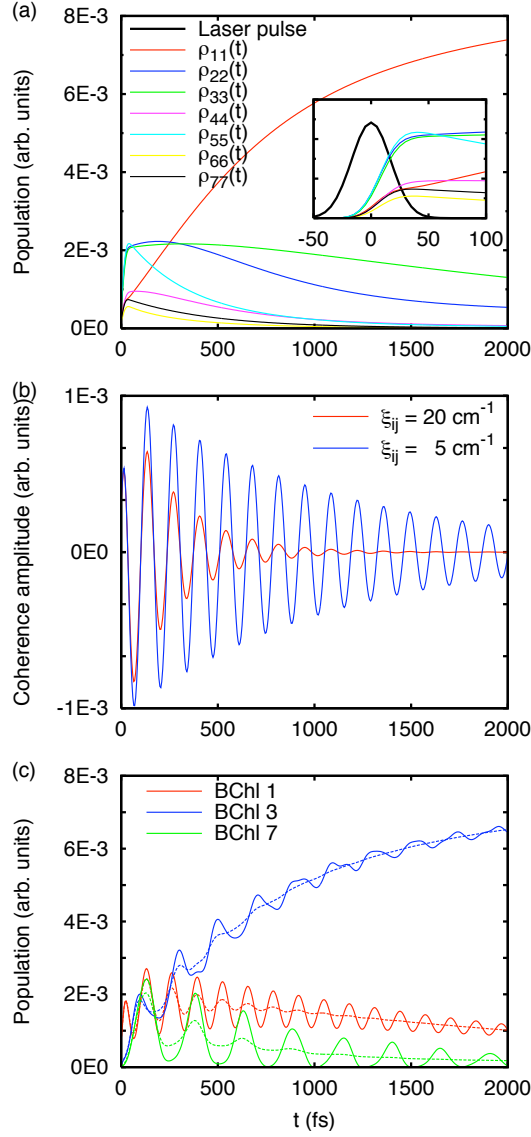 (a)
8E-3
6E-3
4E-3
2E-3
0E0
Population (arb. units)
Laser pulse
ρ11(t)
ρ22(t)
ρ33(t)
ρ44(t)
ρ55(t)
ρ66(t)
ρ77(t)
-50 0 50 100
0 500 1000 1500 2000
(b)
1E-3
0E0
-1E-3
Coherence amplitude (arb. units)
ξij = 20 cm-1
ξij = 5 cm-1
0 500 1000 1500 2000
(c)
8E-3
6E-3
4E-3
2E-3
0E0
Population (arb. units)
BChl 1
BChl 3
BChl 7
0 500 1000 1500 2000
t (fs)